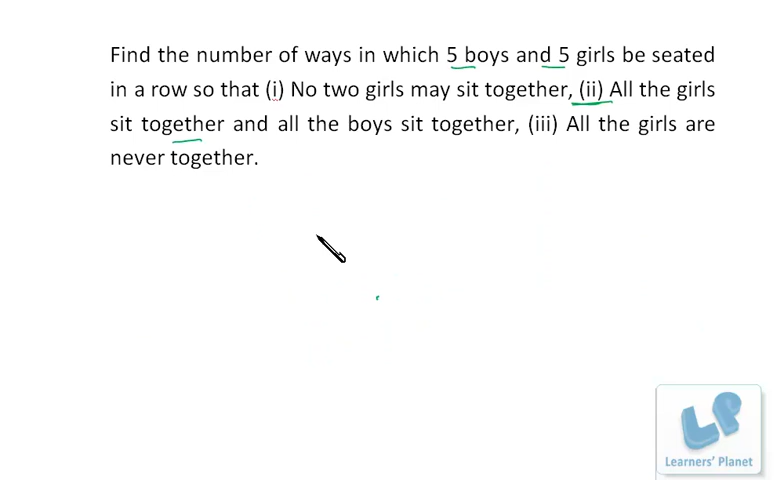 Find the number of ways in which 5 boys and 5 girls be seated
in a row so that (i) No two girls may sit together, (ii) All the girls
sit together and all the boys sit together, (iii) All the girls are
never together.
LP
Learners' Planet